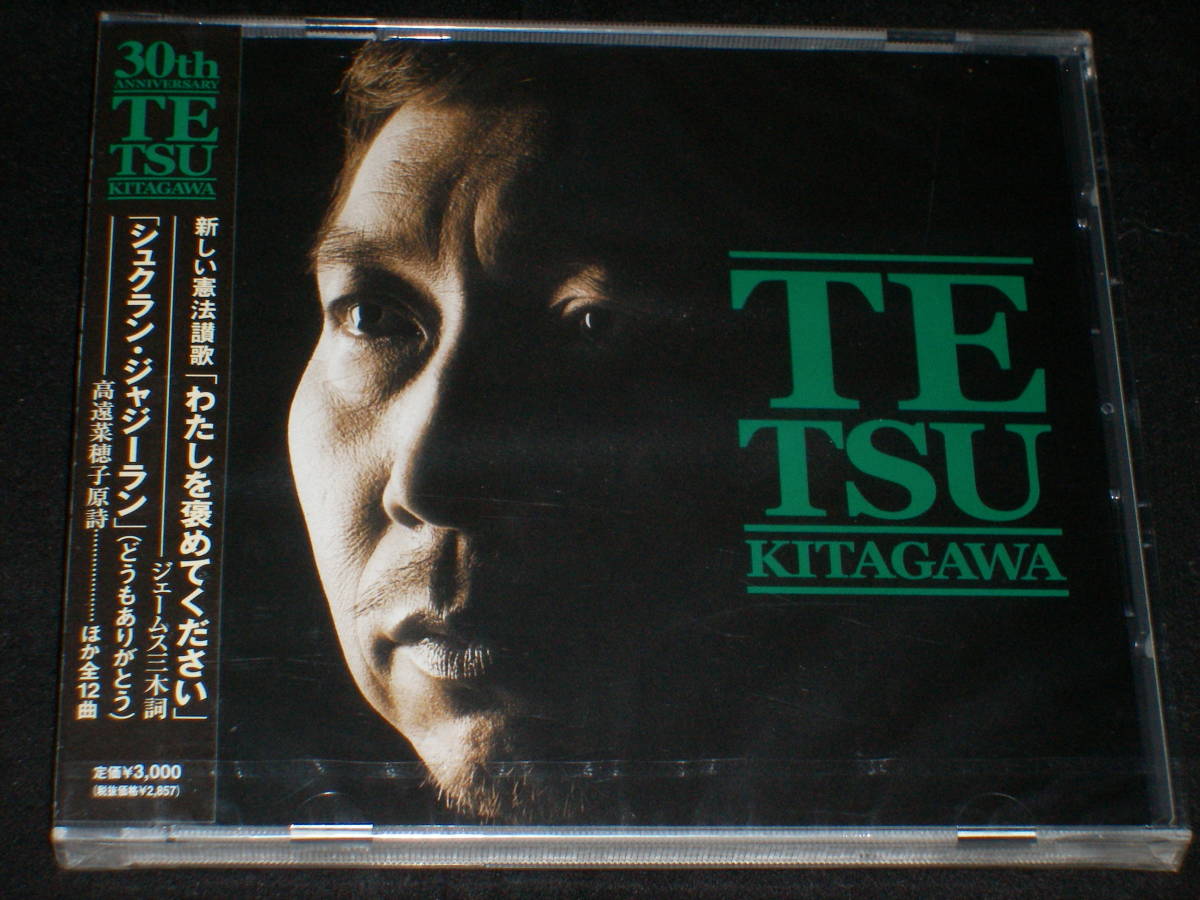 30th
ANNIVERSARY
TE
TSU
KITAGAWA
新しい憲法讃歌「わたしを褒めてください」
ジェームス三木詞
「シュクラン・ジャジーラン」(どうもありがとう)
高遠菜穂子原詩…………ほか全12曲
定価¥3,000
(税抜価格¥2,857)
TE
TSU
KITAGAWA